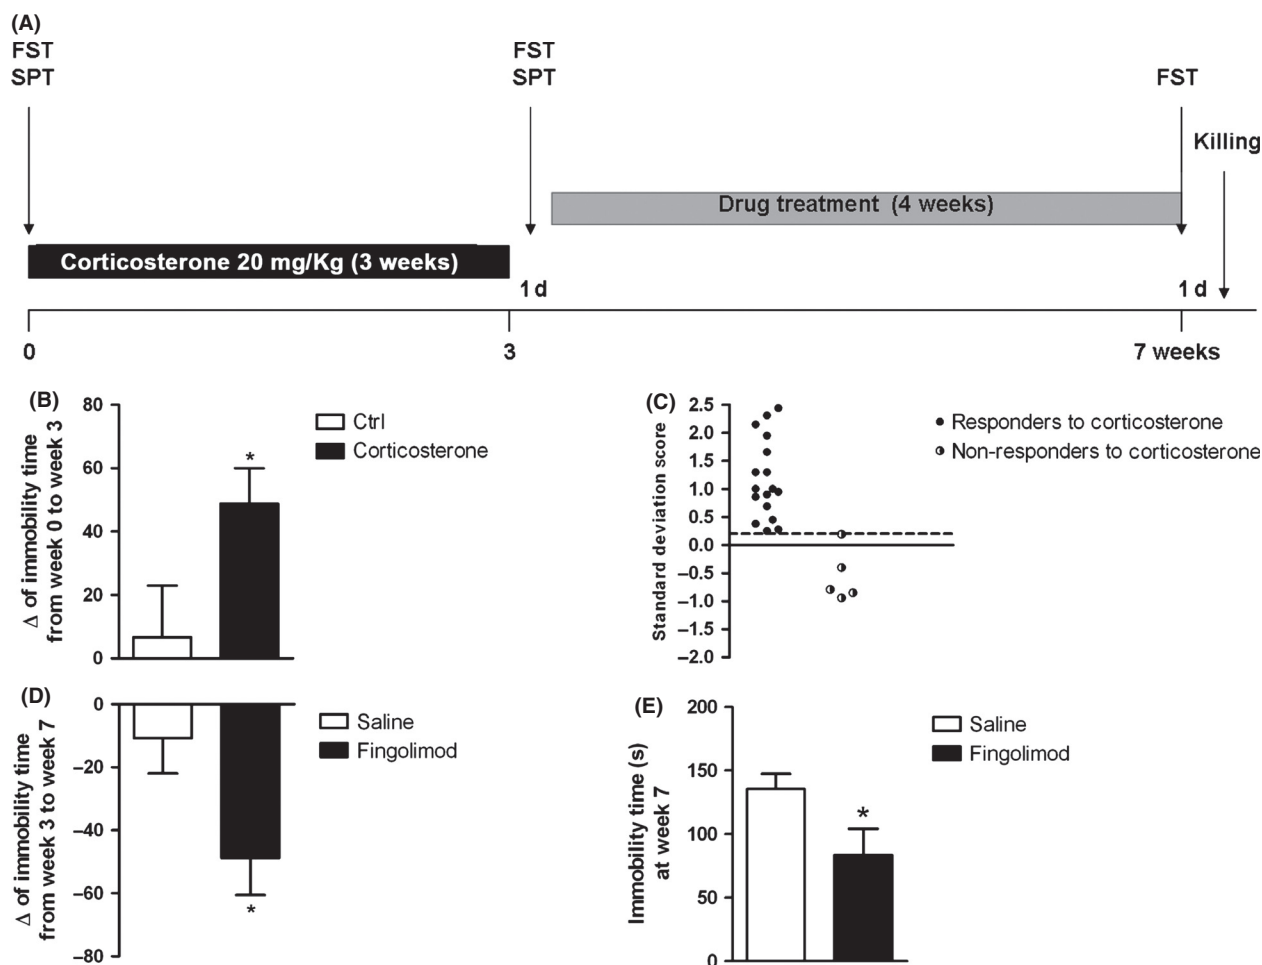 (A)
FST
SPT
FST
SPT
FST
Killing
Drug treatment (4 weeks)
Corticosterone 20 mg/Kg (3 weeks)
1 d
1 d
0
3
7 weeks
(B)
Δ of immobility time
from week 0 to week 3
80
60
40
20
0
*
Ctrl
Corticosterone
(C)
Standard deviation score
2.5
2.0
1.5
1.0
0.5
0.0
–0.5
–1.0
–1.5
–2.0
Responders to corticosterone
Non-responders to corticosterone
(D)
Δ of immobility time
from week 3 to week 7
0
–20
–40
–60
–80
*
Saline
Fingolimod
(E)
Immobility time (s)
at week 7
200
150
100
50
0
*
Saline
Fingolimod